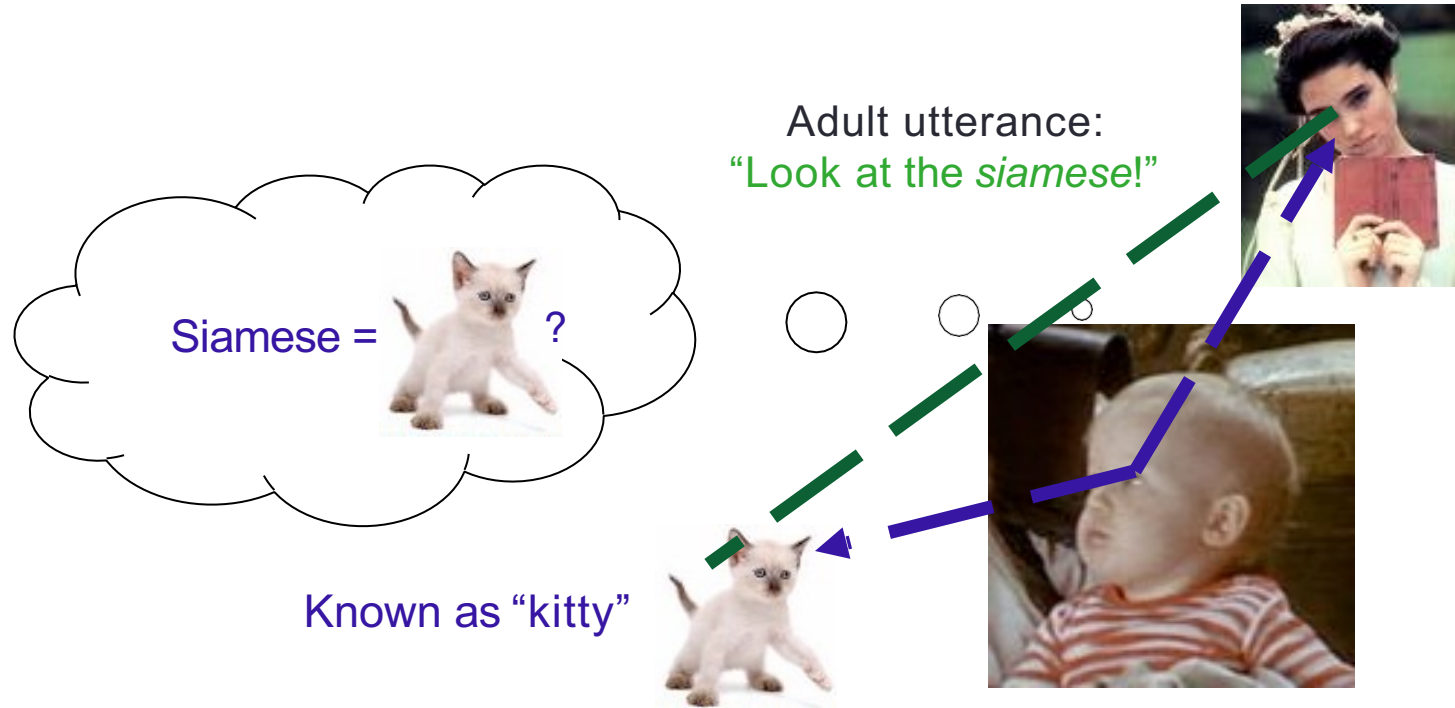 Adult utterance:
“Look at the siamese!”
Siamese =
?
Known as “kitty”